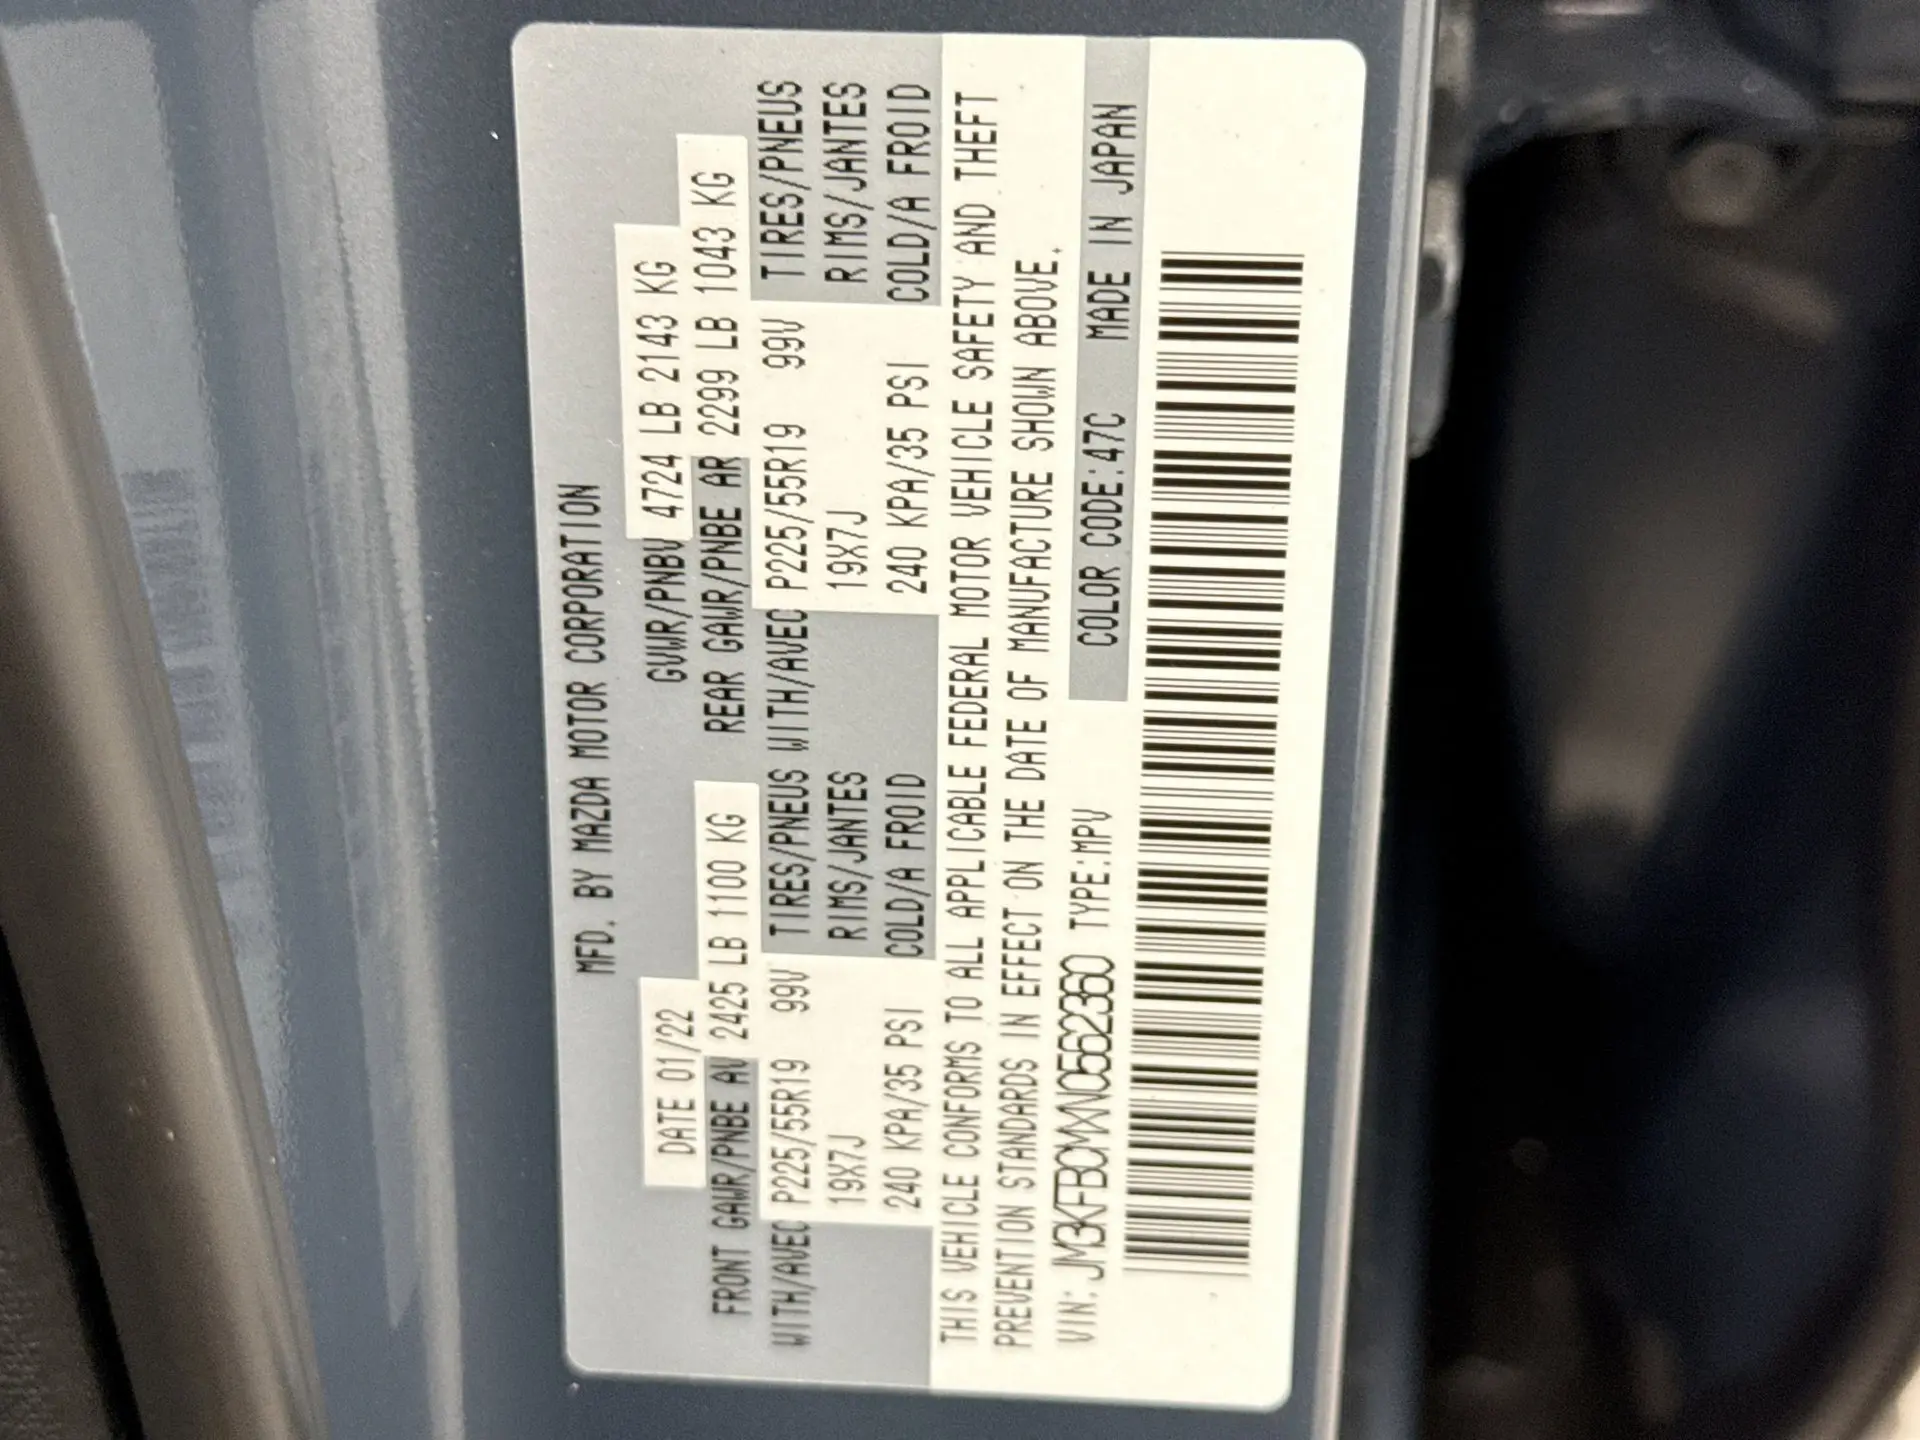 MFD. BY MAZDA MOTOR CORPORATION
DATE 01/22 GVWR/PNBV 4724 LB 2143 KG
FRONT GAWR/PNBE AV 2425 LB 1100 KG REAR GAWR/PNBE AR 2299 LB 1043 KG
WITH/AVEC P225/55R19 99V TIRES/PNEUS WITH/AVEC P225/55R19 99V TIRES/PNEUS
19X7J RIMS/JANTES 19X7J RIMS/JANTES
240 KPA/35 PSI COLD/A FROID 240 KPA/35 PSI COLD/A FROID
THIS VEHICLE CONFORMS TO ALL APPLICABLE FEDERAL MOTOR VEHICLE SAFETY AND THEFT
PREVENTION STANDARDS IN EFFECT ON THE DATE OF MANUFACTURE SHOWN ABOVE.
VIN: JM3KFBCMXN0562360 TYPE:MPV COLOR CODE:47C MADE IN JAPAN